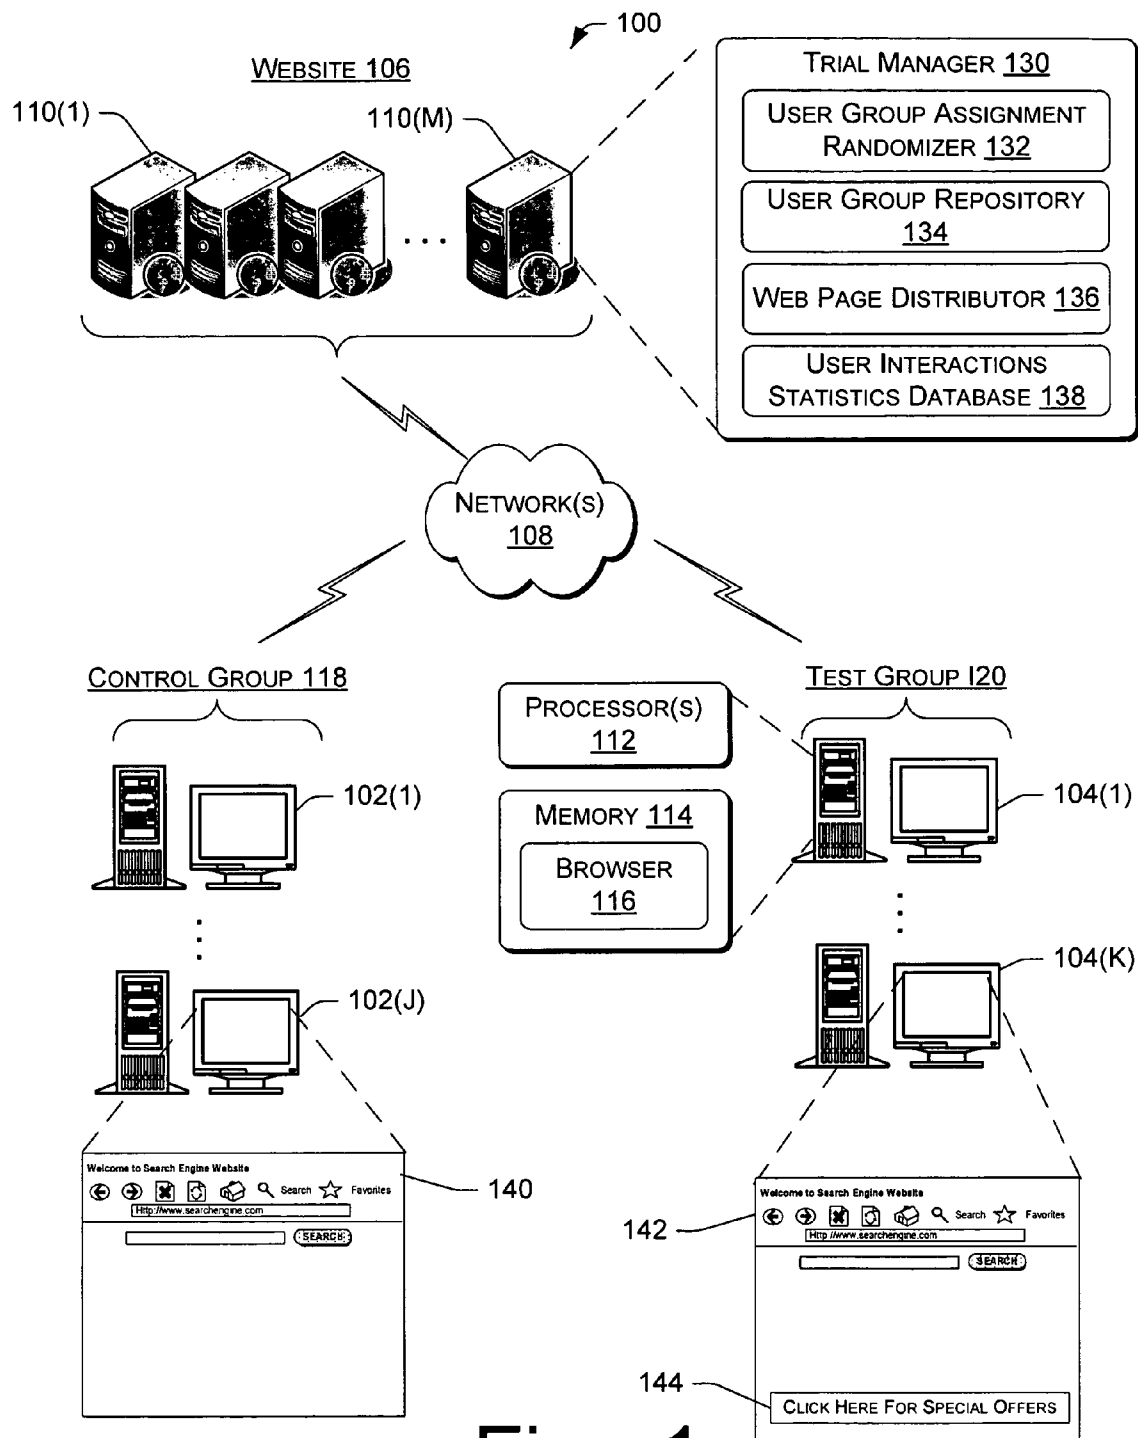 100
WEBSITE 106
110(1)
110(M)
. . .
TRIAL MANAGER 130
USER GROUP ASSIGNMENT
RANDOMIZER 132
USER GROUP REPOSITORY
134
WEB PAGE DISTRIBUTOR 136
USER INTERACTIONS
STATISTICS DATABASE 138
NETWORK(S)
108
CONTROL GROUP 118
TEST GROUP I20
PROCESSOR(S)
112
MEMORY 114
BROWSER
116
102(1)
104(1)
102(J)
104(K)
Welcome to Search Engine Website
Search
Favorites
Http://www.searchengine.com
SEARCH
140
Welcome to Search Engine Website
Search
Favorites
Http //www.searchengine.com
SEARCH
142
144
CLICK HERE FOR SPECIAL OFFERS